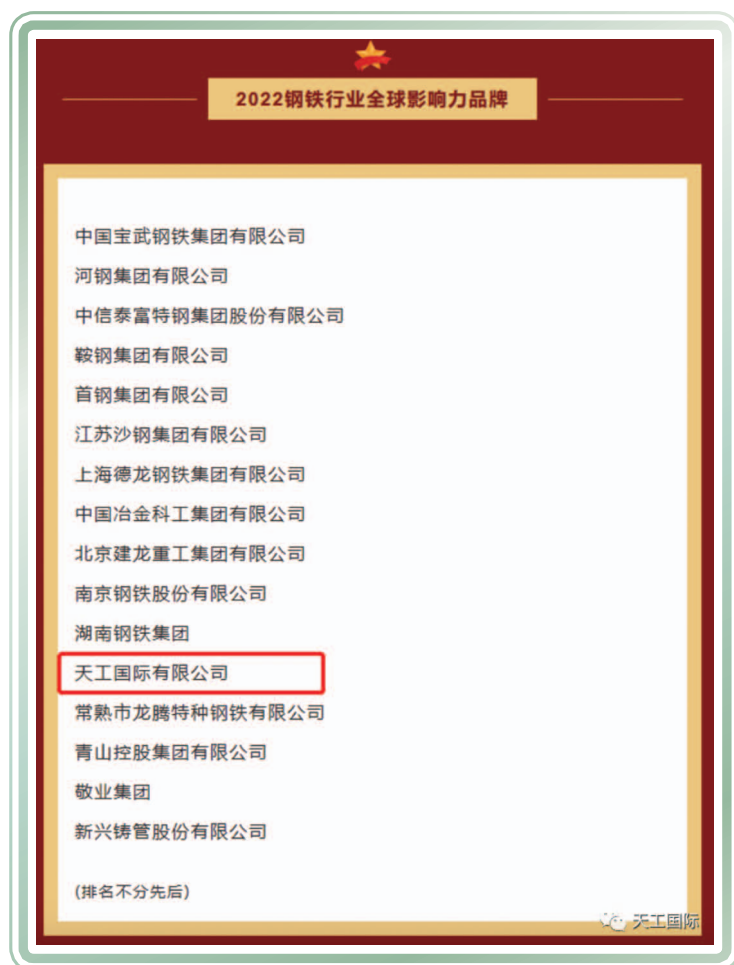 2022钢铁行业全球影响力品牌
中国宝武钢铁集团有限公司
河钢集团有限公司
中信泰富特钢集团股份有限公司
鞍钢集团有限公司
首钢集团有限公司
江苏沙钢集团有限公司
上海德龙钢铁集团有限公司
中国冶金科工集团有限公司
北京建龙重工集团有限公司
南京钢铁股份有限公司
湖南钢铁集团
天工国际有限公司
常熟市龙腾特种钢铁有限公司
青山控股集团有限公司
敬业集团
新兴铸管股份有限公司
(排名不分先后)
天工国际